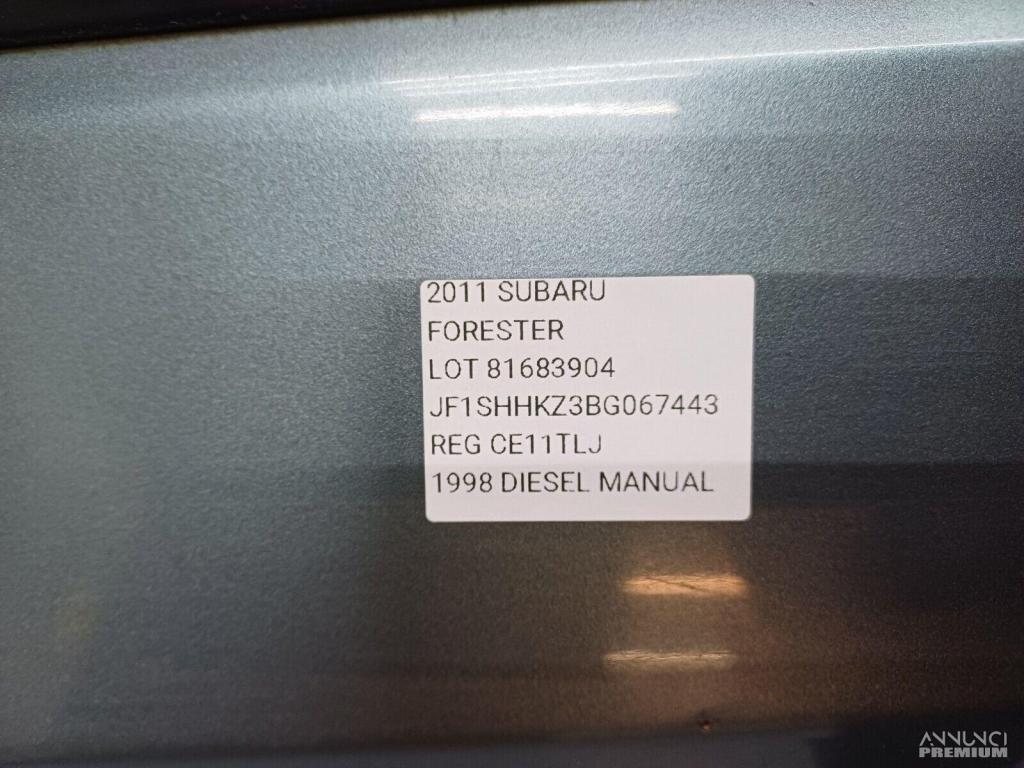 2011 SUBARU
FORESTER
LOT 81683904
JF1SHHKZ3BG067443
REG CE11TLJ
1998 DIESEL MANUAL
ANNUNCI
PREMIUM